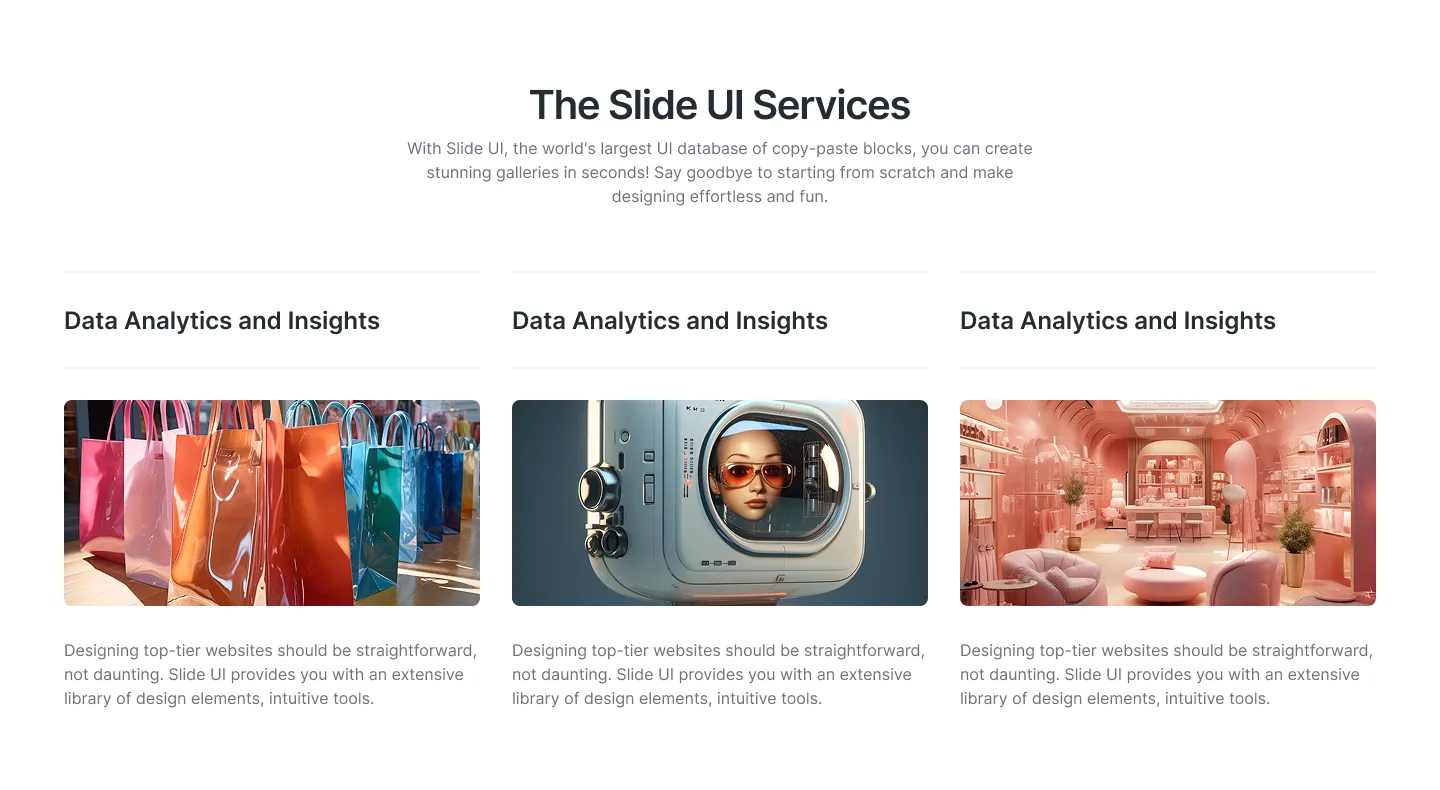 The Slide UI Services
With Slide UI, the world's largest UI database of copy-paste blocks, you can create
stunning galleries in seconds! Say goodbye to starting from scratch and make
designing effortless and fun.
Data Analytics and Insights
Data Analytics and Insights
Data Analytics and Insights
Designing top-tier websites should be straightforward,
not daunting. Slide UI provides you with an extensive
library of design elements, intuitive tools.
Designing top-tier websites should be straightforward,
not daunting. Slide UI provides you with an extensive
library of design elements, intuitive tools.
Designing top-tier websites should be straightforward,
not daunting. Slide UI provides you with an extensive
library of design elements, intuitive tools.